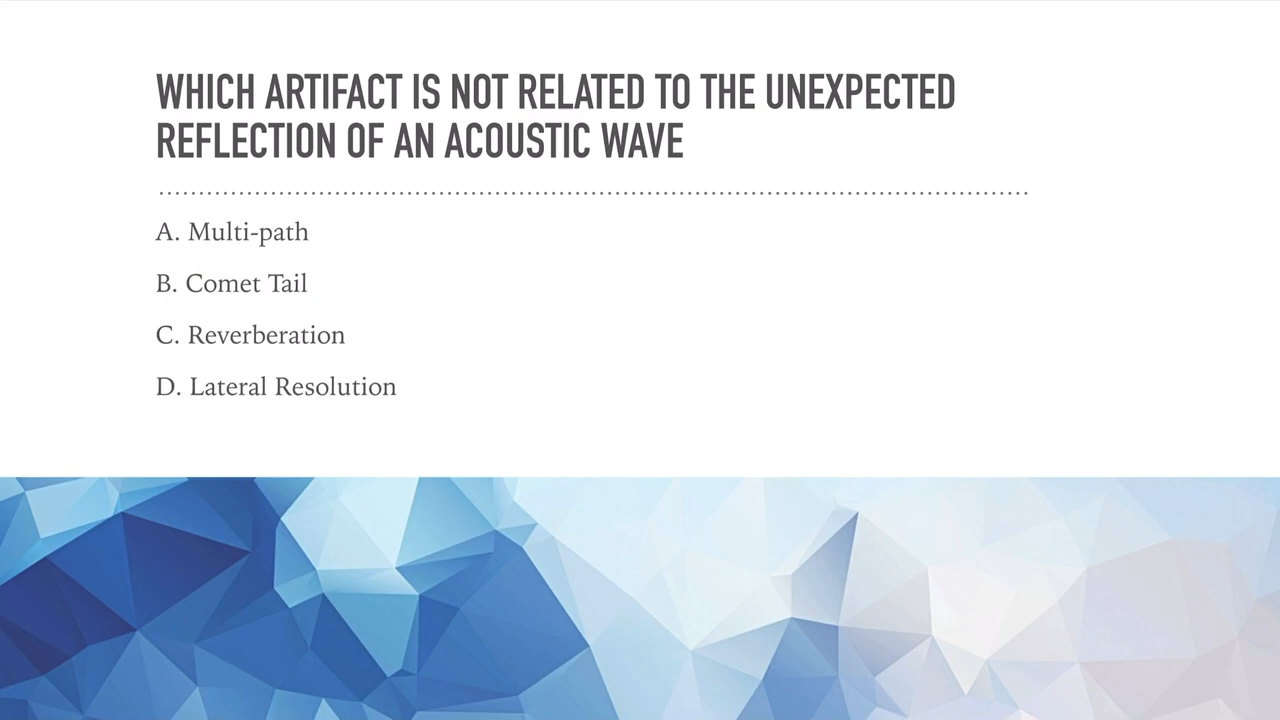 WHICH ARTIFACT IS NOT RELATED TO THE UNEXPECTED
REFLECTION OF AN ACOUSTIC WAVE
A. Multi-path
B. Comet Tail
C. Reverberation
D. Lateral Resolution